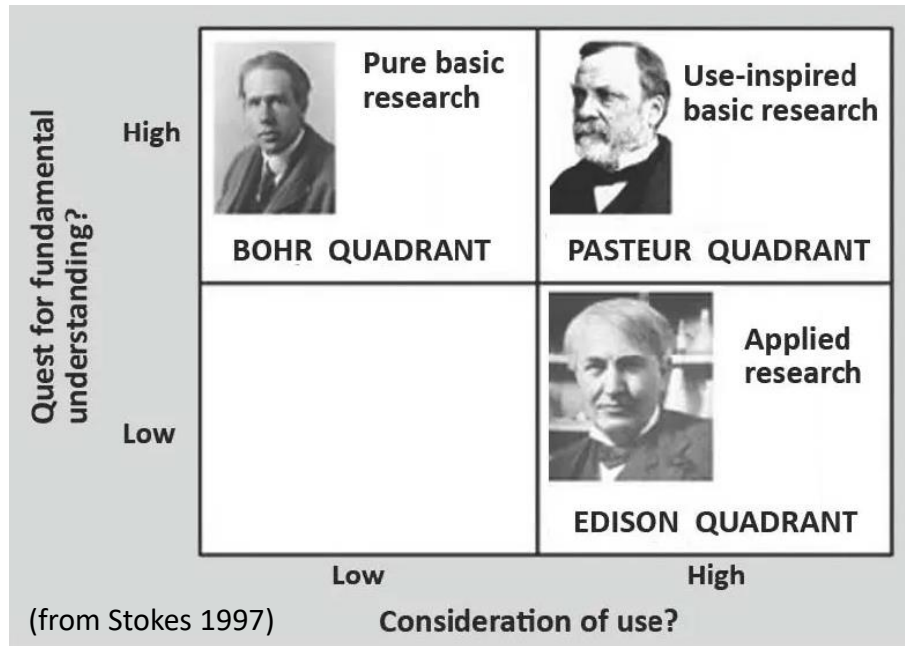 Quest for fundamental
understanding?
High
Low
Pure basic
research
BOHR QUADRANT
Use-inspired
basic research
PASTEUR QUADRANT
Applied
research
EDISON QUADRANT
Low
High
(from Stokes 1997)
Consideration of use?